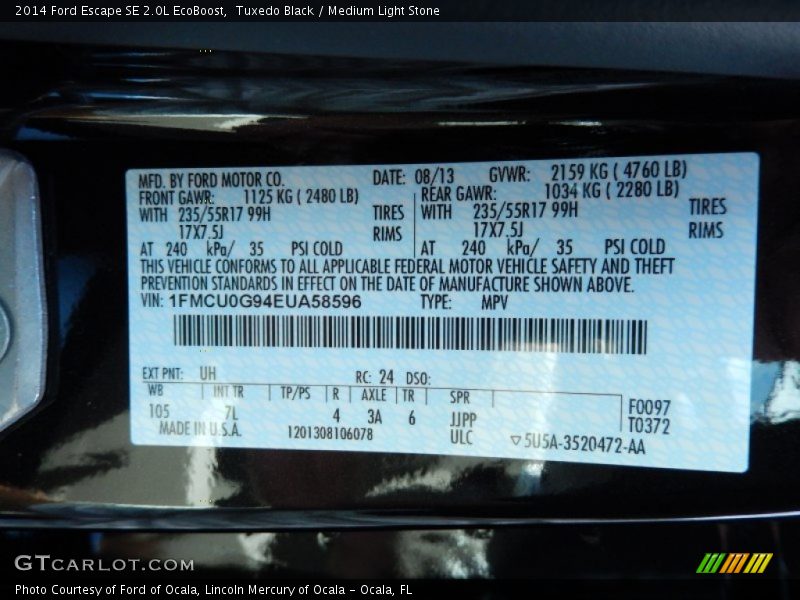 2014 Ford Escape SE 2.0L EcoBoost,  Tuxedo Black / Medium Light Stone
MFD. BY FORD MOTOR CO. DATE: 08/13 GVWR: 2159 KG ( 4760 LB)
FRONT GAWR: 1125 KG ( 2480 LB) REAR GAWR: 1034 KG ( 2280 LB)
WITH 235/55R17 99H TIRES WITH 235/55R17 99H TIRES
17X7.5J RIMS 17X7.5J RIMS
AT 240 kPa/ 35 PSI COLD AT 240 kPa/ 35 PSI COLD
THIS VEHICLE CONFORMS TO ALL APPLICABLE FEDERAL MOTOR VEHICLE SAFETY AND THEFT
PREVENTION STANDARDS IN EFFECT ON THE DATE OF MANUFACTURE SHOWN ABOVE.
VIN: 1FMCU0G94EUA58596 TYPE: MPV
EXT PNT: UH RC: 24 DSO:
WB INT TR TP/PS R AXLE TR SPR
105 7L 4 3A 6 JJPP F0097
T0372
MADE IN U.S.A. 1201308106078 ULC ▽5U5A-3520472-AA
GTCARLOT.COM
Photo Courtesy of Ford of Ocala, Lincoln Mercury of Ocala – Ocala, FL